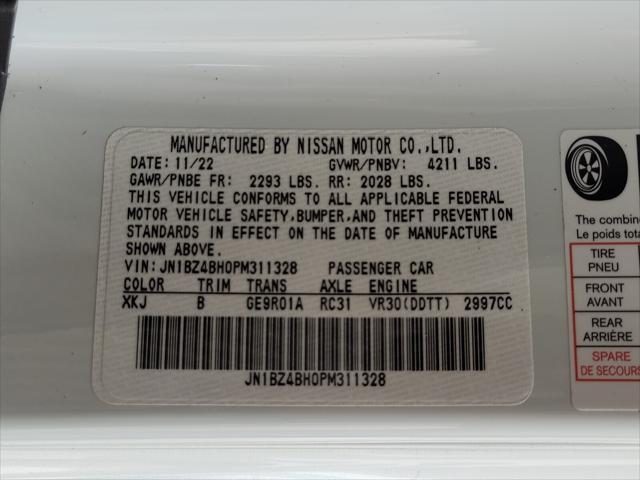 MANUFACTURED BY NISSAN MOTOR CO.,LTD.
DATE: 11/22 GVWR/PNBV: 4211 LBS.
GAWR/PNBE FR: 2293 LBS. RR: 2028 LBS.
THIS VEHICLE CONFORMS TO ALL APPLICABLE FEDERAL
MOTOR VEHICLE SAFETY,BUMPER,AND THEFT PREVENTION
STANDARDS IN EFFECT ON THE DATE OF MANUFACTURE
SHOWN ABOVE.
VIN: JN1BZ4BH0PM311328 PASSENGER CAR
COLOR TRIM TRANS AXLE ENGINE
XKJ B GE9R01A RC31 VR30(DDTT) 2997CC
JN1BZ4BH0PM311328
The combine
Le poids tota
TIRE
PNEU
FRONT
AVANT
REAR
ARRIÈRE
SPARE
DE SECOURS